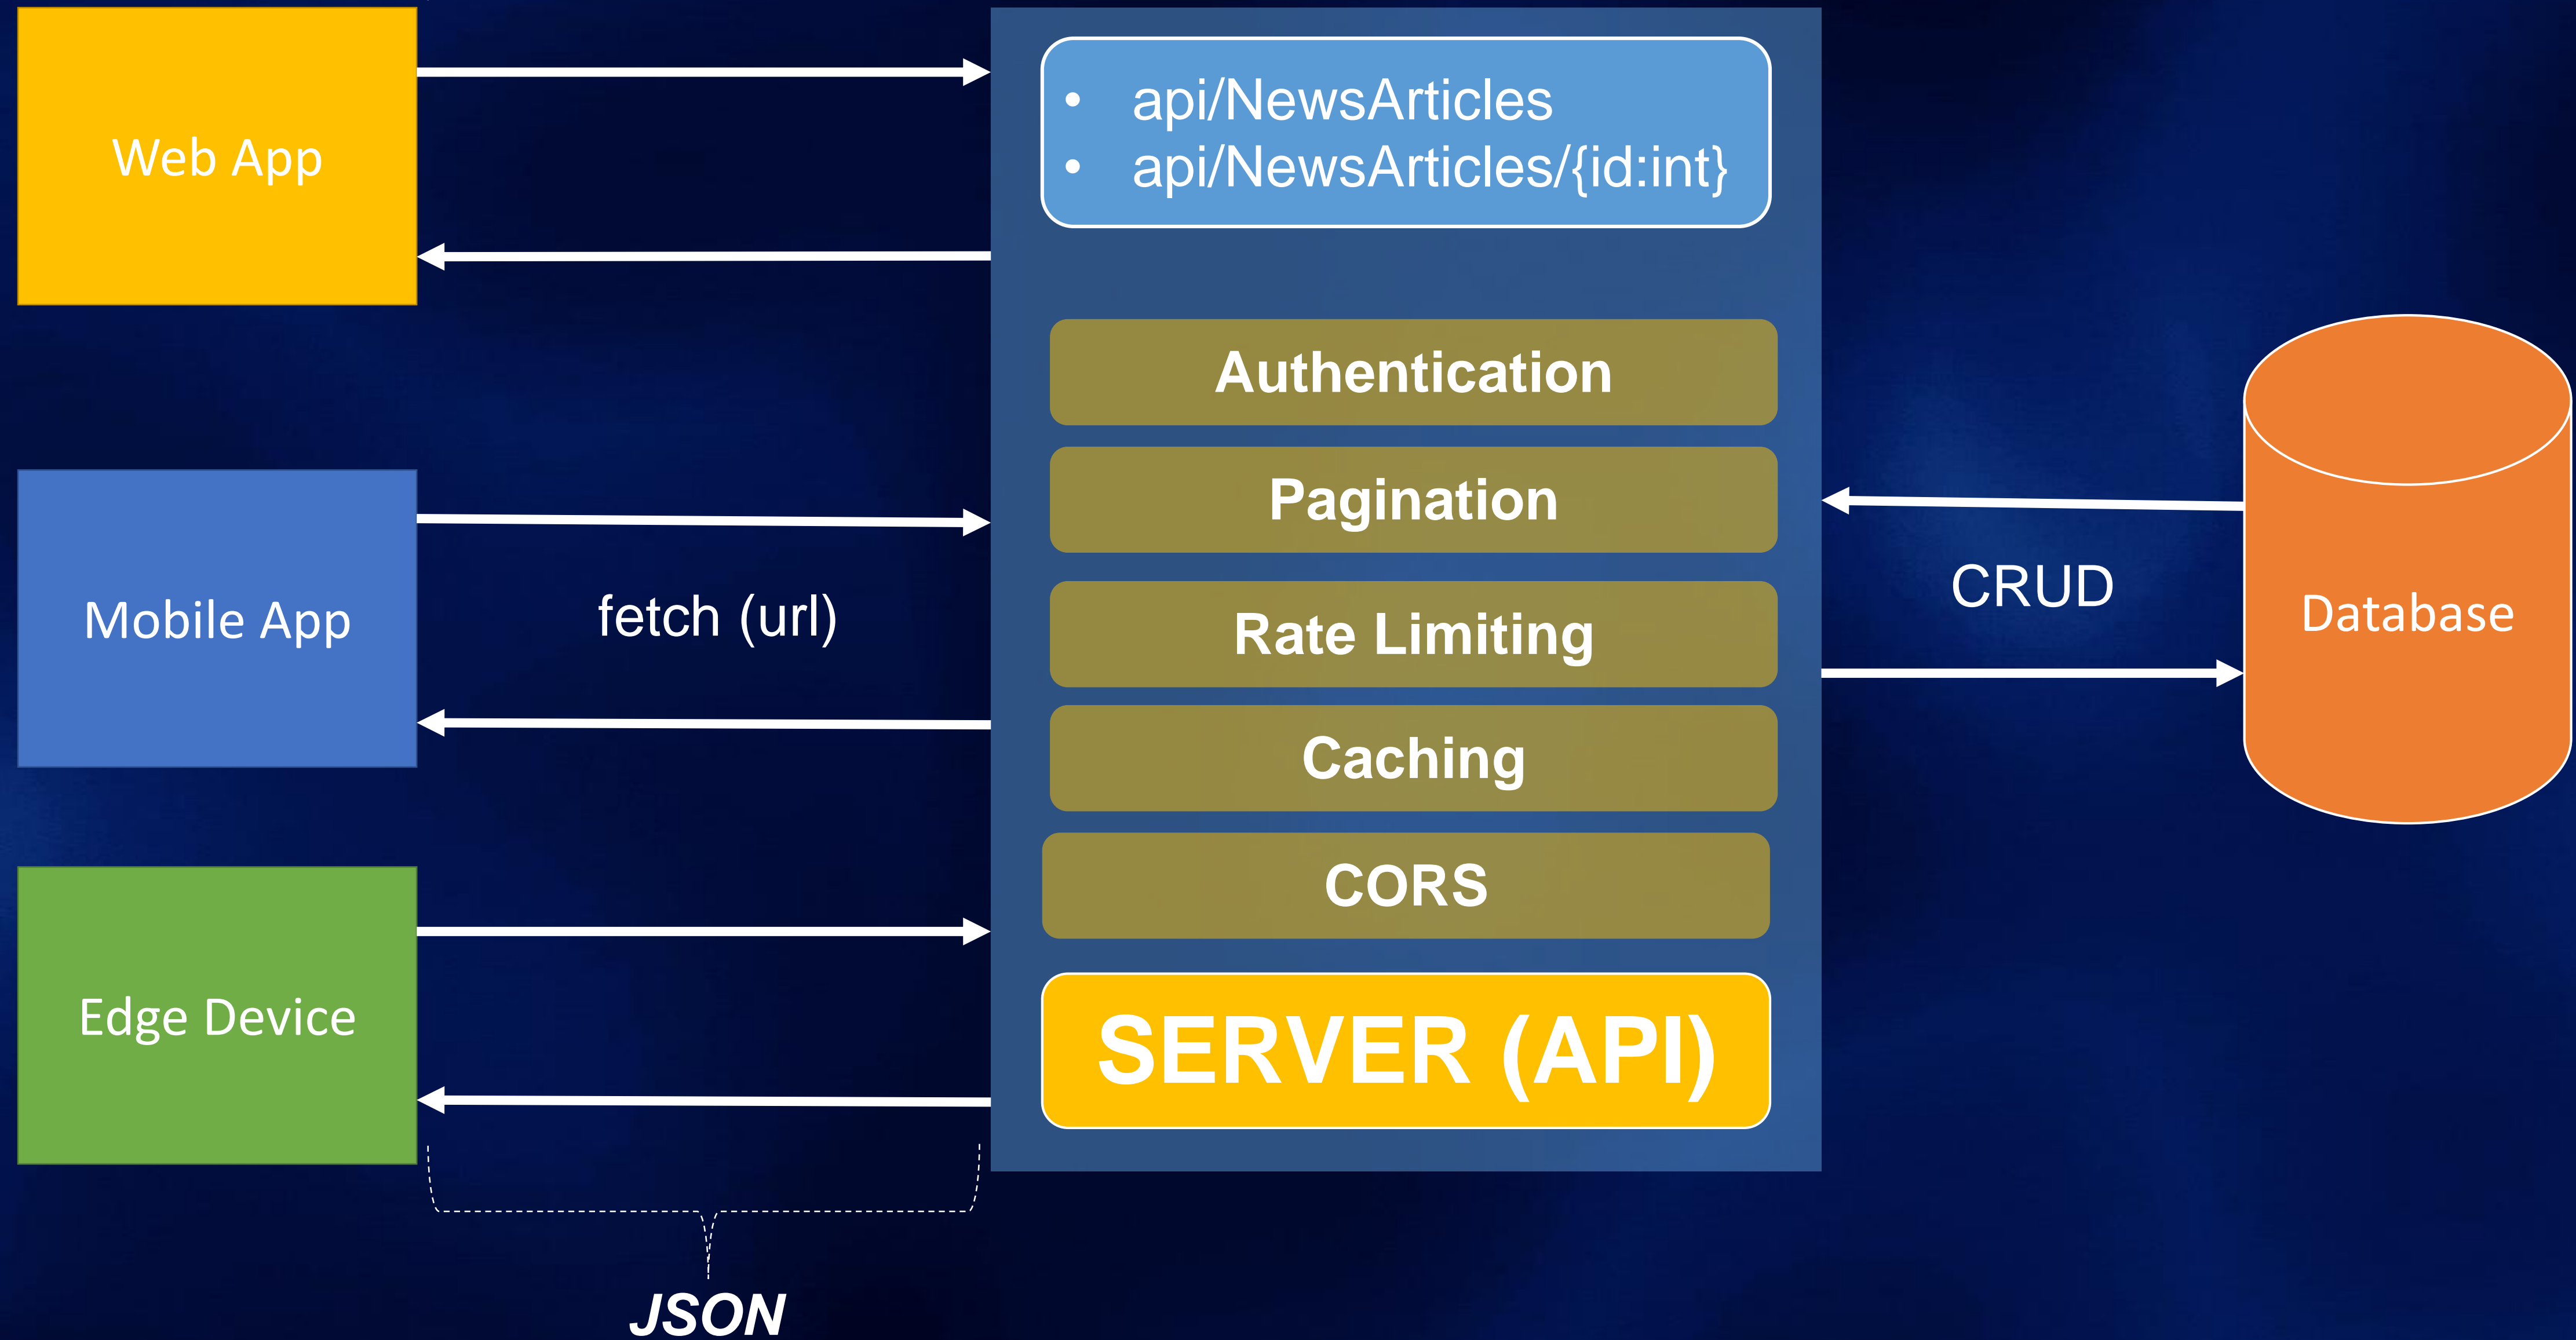 Web App
Mobile App
Edge Device
fetch (url)
JSON
• api/NewsArticles
• api/NewsArticles/{id:int}
Authentication
Pagination
Rate Limiting
Caching
CORS
SERVER (API)
CRUD
Database